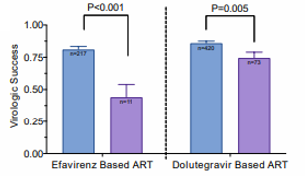 P<0.001
P=0.005
Virologic Success
1.00
0.75
0.50
0.25
0.00
n=217
n=11
n=420
n=73
Efavirenz Based ART
Dolutegravir Based ART